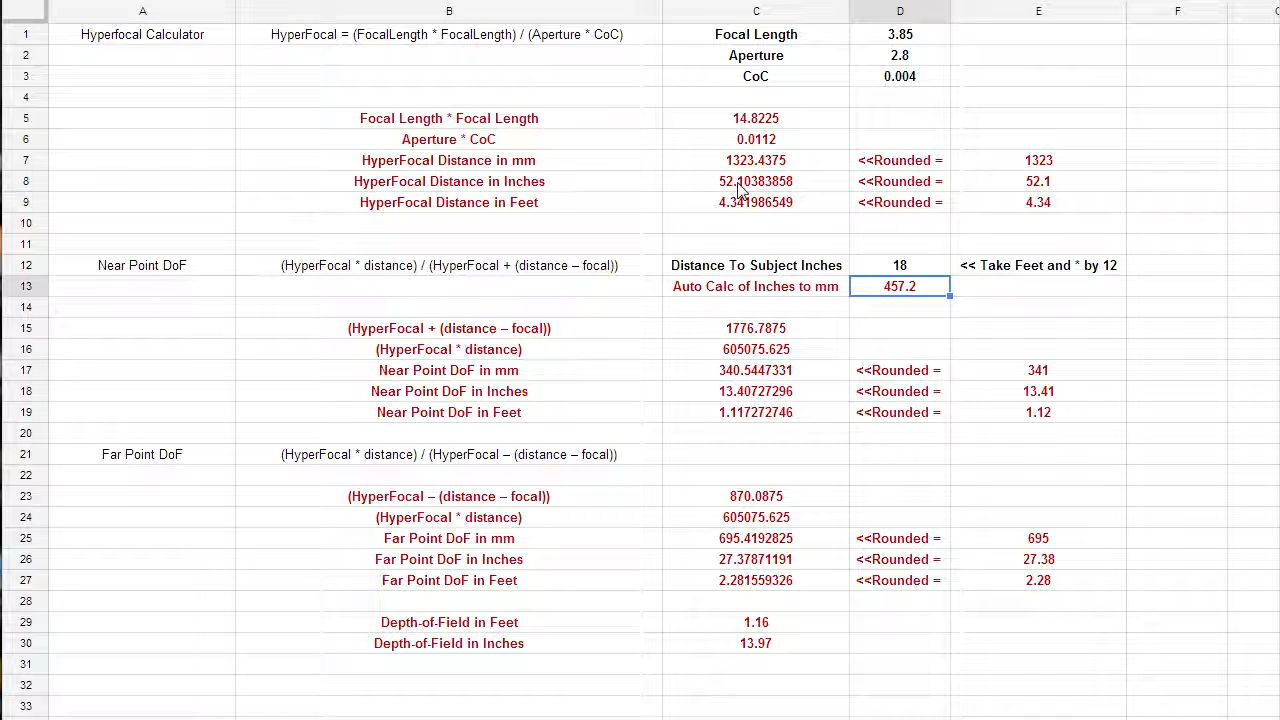 A B C D E F
1 Hyperfocal Calculator HyperFocal = (FocalLength * FocalLength) / (Aperture * CoC) Focal Length 3.85
2 Aperture 2.8
3 CoC 0.004
4
5 Focal Length * Focal Length 14.8225
6 Aperture * CoC 0.0112
7 HyperFocal Distance in mm 1323.4375 <<Rounded = 1323
8 HyperFocal Distance in Inches 52.10383858 <<Rounded = 52.1
9 HyperFocal Distance in Feet 4.341986549 <<Rounded = 4.34
10
11
12 Near Point DoF (HyperFocal * distance) / (HyperFocal + (distance – focal)) Distance To Subject Inches 18 << Take Feet and * by 12
13 Auto Calc of Inches to mm 457.2
14
15 (HyperFocal + (distance – focal)) 1776.7875
16 (HyperFocal * distance) 605075.625
17 Near Point DoF in mm 340.5447331 <<Rounded = 341
18 Near Point DoF in Inches 13.40727296 <<Rounded = 13.41
19 Near Point DoF in Feet 1.117272746 <<Rounded = 1.12
20
21 Far Point DoF (HyperFocal * distance) / (HyperFocal – (distance – focal))
22
23 (HyperFocal – (distance – focal)) 870.0875
24 (HyperFocal * distance) 605075.625
25 Far Point DoF in mm 695.4192825 <<Rounded = 695
26 Far Point DoF in Inches 27.37871191 <<Rounded = 27.38
27 Far Point DoF in Feet 2.281559326 <<Rounded = 2.28
28
29 Depth-of-Field in Feet 1.16
30 Depth-of-Field in Inches 13.97
31
32
33